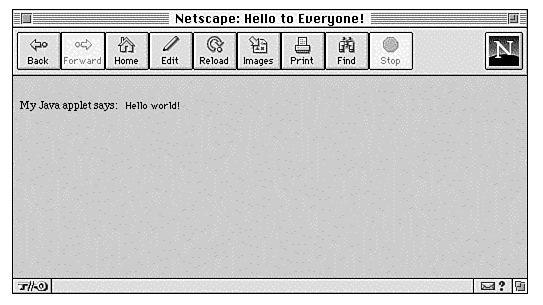 Netscape: Hello to Everyone!
Back Forward Home Edit Reload Images Print Find Stop
N
My Java applet says: Hello world!
?